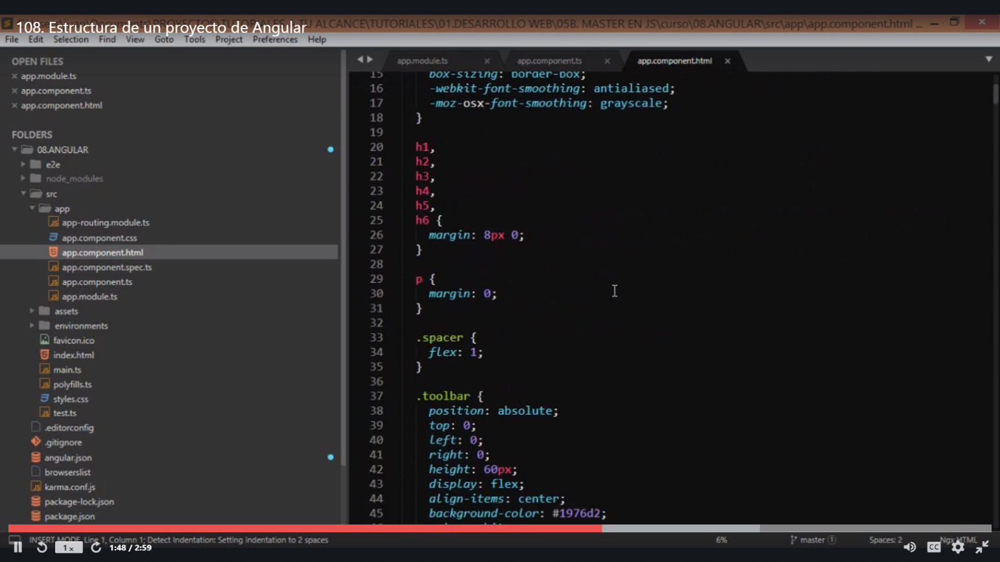 108. Estructura de un proyecto de Angular
TU ALCANCE\TUTORIALES\01.DESARROLLO WEB\05B. MASTER EN JS\curso\08.ANGULAR\src\app\app.component.html ...
File Edit Selection Find View Goto Tools Project Preferences Help
OPEN FILES
app.module.ts
app.component.ts
app.component.html
FOLDERS
08.ANGULAR
e2e
node_modules
src
app
app-routing.module.ts
app.component.css
app.component.html
app.component.spec.ts
app.component.ts
app.module.ts
assets
environments
favicon.ico
index.html
main.ts
polyfills.ts
styles.css
test.ts
.editorconfig
.gitignore
angular.json
browserslist
karma.conf.js
package-lock.json
package.json
app.module.ts app.component.ts app.component.html
15 box-sizing: border-box;
16 -webkit-font-smoothing: antialiased;
17 -moz-osx-font-smoothing: grayscale;
18 }
19
20 h1,
21 h2,
22 h3,
23 h4,
24 h5,
25 h6 {
26 margin: 8px 0;
27 }
28
29 p {
30 margin: 0;
31 }
32
33 .spacer {
34 flex: 1;
35 }
36
37 .toolbar {
38 position: absolute;
39 top: 0;
40 left: 0;
41 right: 0;
42 height: 60px;
43 display: flex;
44 align-items: center;
45 background-color: #1976d2;
INSERT MODE, Line 1, Column 1; Detect Indentation: Setting indentation to 2 spaces 6% master 1 Spaces: 2 Ngx HTML
1 x 1:48 / 2:59 CC